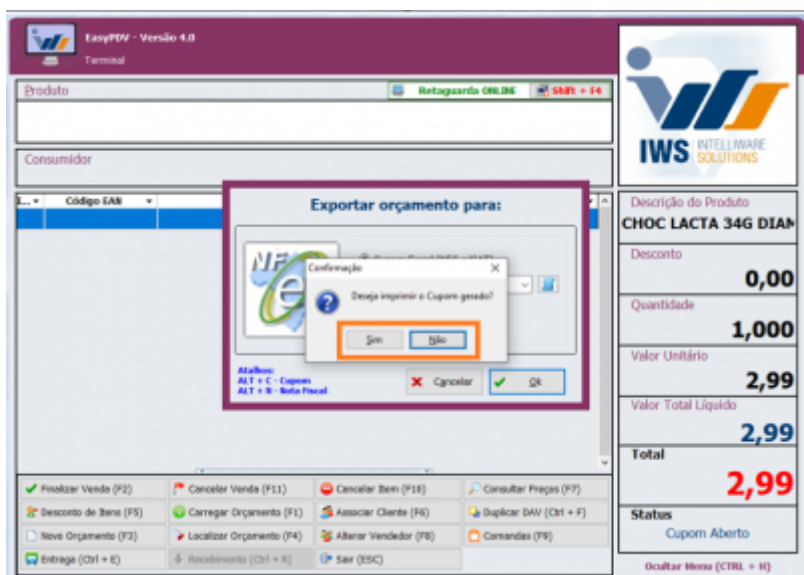 EasyPDV - Versão 4.0
Terminal
Produto
Retaguarda ONLINE
Shift + F4
Consumidor
Código EAN
Exportar orçamento para:
NF
e
Confirmação
Deseja imprimir o Cupom gerado?
Sim
Não
Atalhos:
ALT + C - Cupom
ALT + N - Nota Fiscal
Cancelar
Ok
IWS INTELLIWARE
SOLUTIONS
Descrição do Produto
CHOC LACTA 34G DIAM
Desconto
0,00
Quantidade
1,000
Valor Unitário
2,99
Valor Total Líquido
2,99
Total
2,99
Status
Cupom Aberto
Ocultar Menu (CTRL + H)
Finalizar Venda (F2)
Cancelar Venda (F11)
Cancelar Item (F10)
Consultar Preços (F7)
Desconto de Itens (F5)
Carregar Orçamento (F1)
Associar Cliente (F6)
Duplicar DAV (Ctrl + F)
Novo Orçamento (F3)
Localizar Orçamento (F4)
Alterar Vendedor (F8)
Comandas (F9)
Entrega (Ctrl + E)
Recebimento (Ctrl + R)
Sair (ESC)